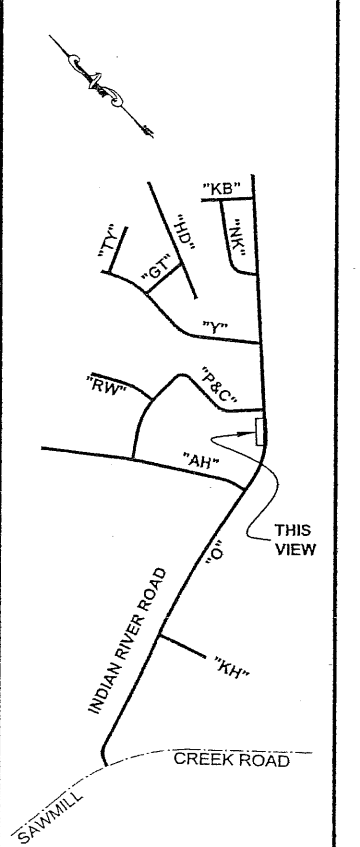 "KB"
"HD"
"NK"
"TY"
"GT"
"Y"
"RW"
"P&C"
"AH"
THIS
VIEW
"O"
INDIAN RIVER ROAD
"KH"
CREEK ROAD
SAWMILL